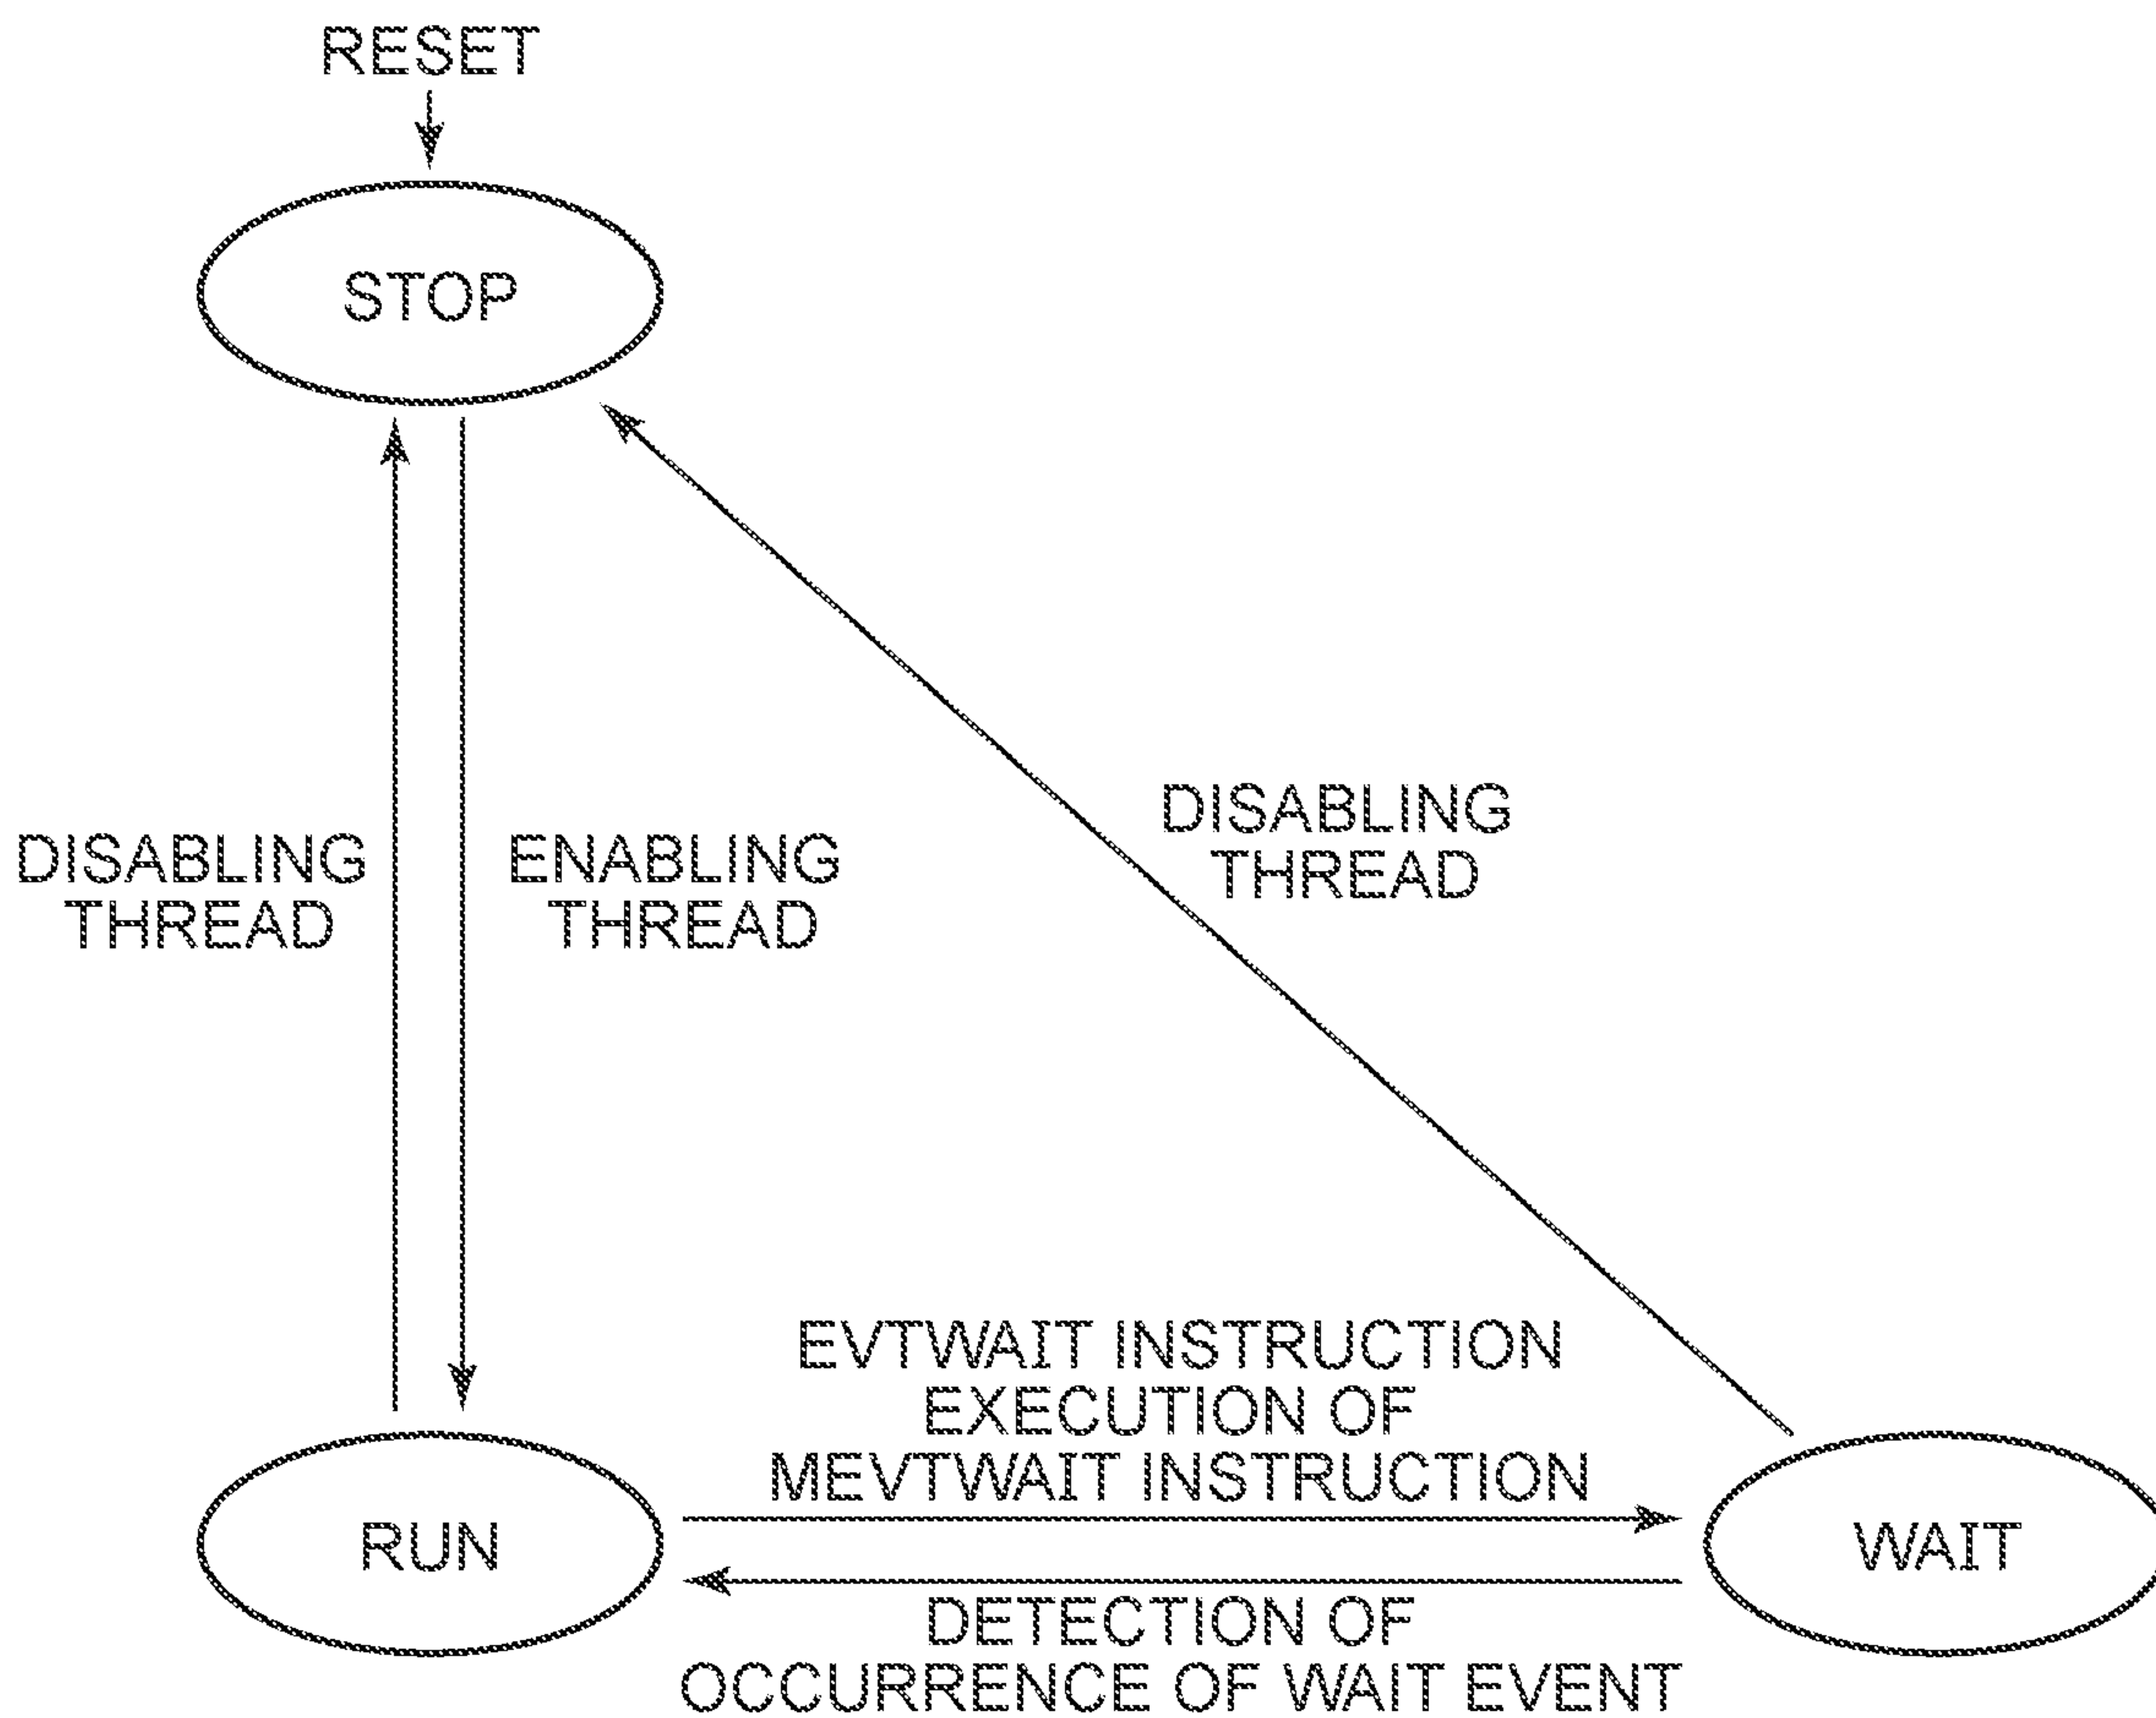 RESET
STOP
DISABLING
THREAD
ENABLING
THREAD
DISABLING
THREAD
EVTWAIT INSTRUCTION
EXECUTION OF
MEVTWAIT INSTRUCTION
RUN
WAIT
DETECTION OF
OCCURRENCE OF WAIT EVENT